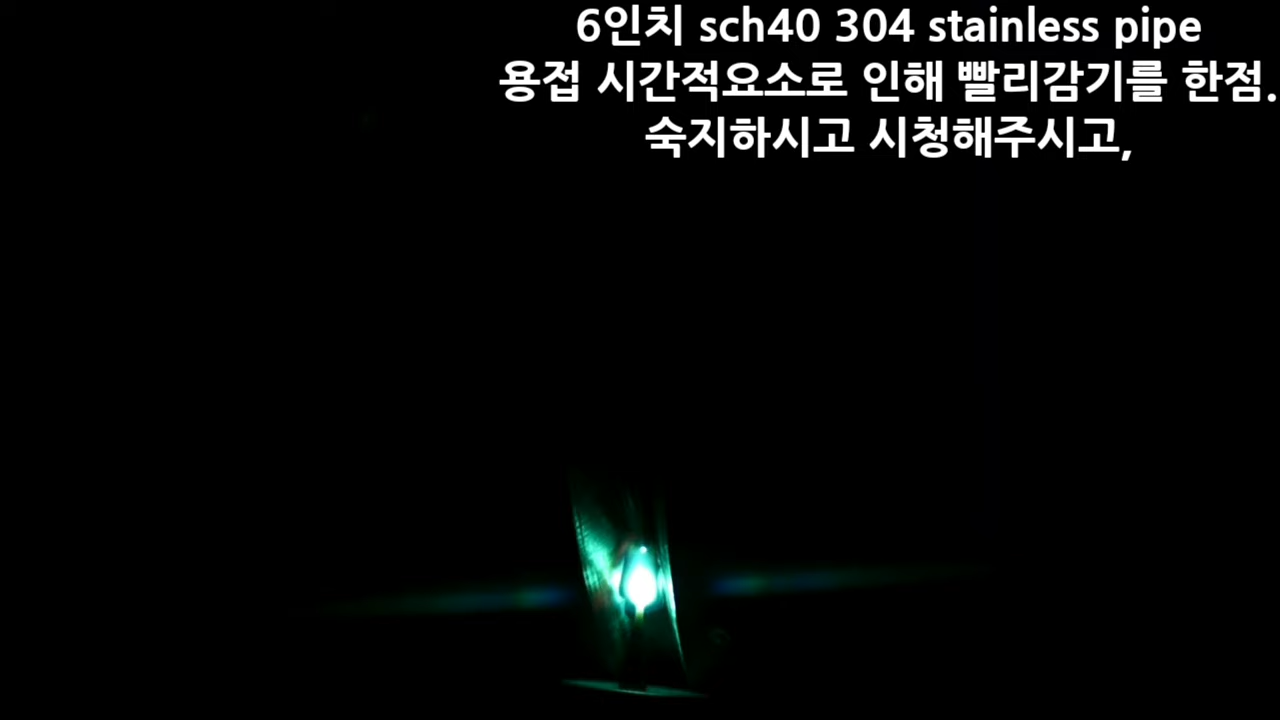 6인치 sch40 304 stainless pipe
용접 시간적요소로 인해 빨리감기를 한점.
숙지하시고 시청해주시고,